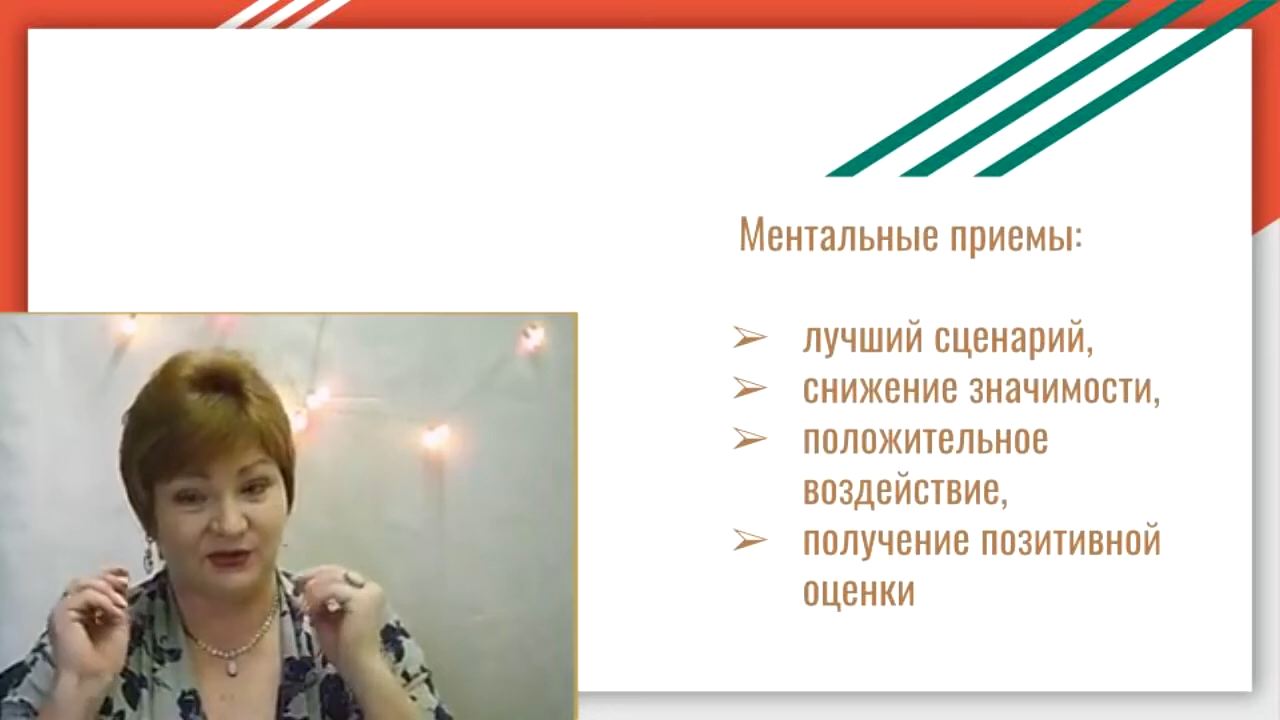 Ментальные приемы:
➢ лучший сценарий,
➢ снижение значимости,
➢ положительное
воздействие,
➢ получение позитивной
оценки